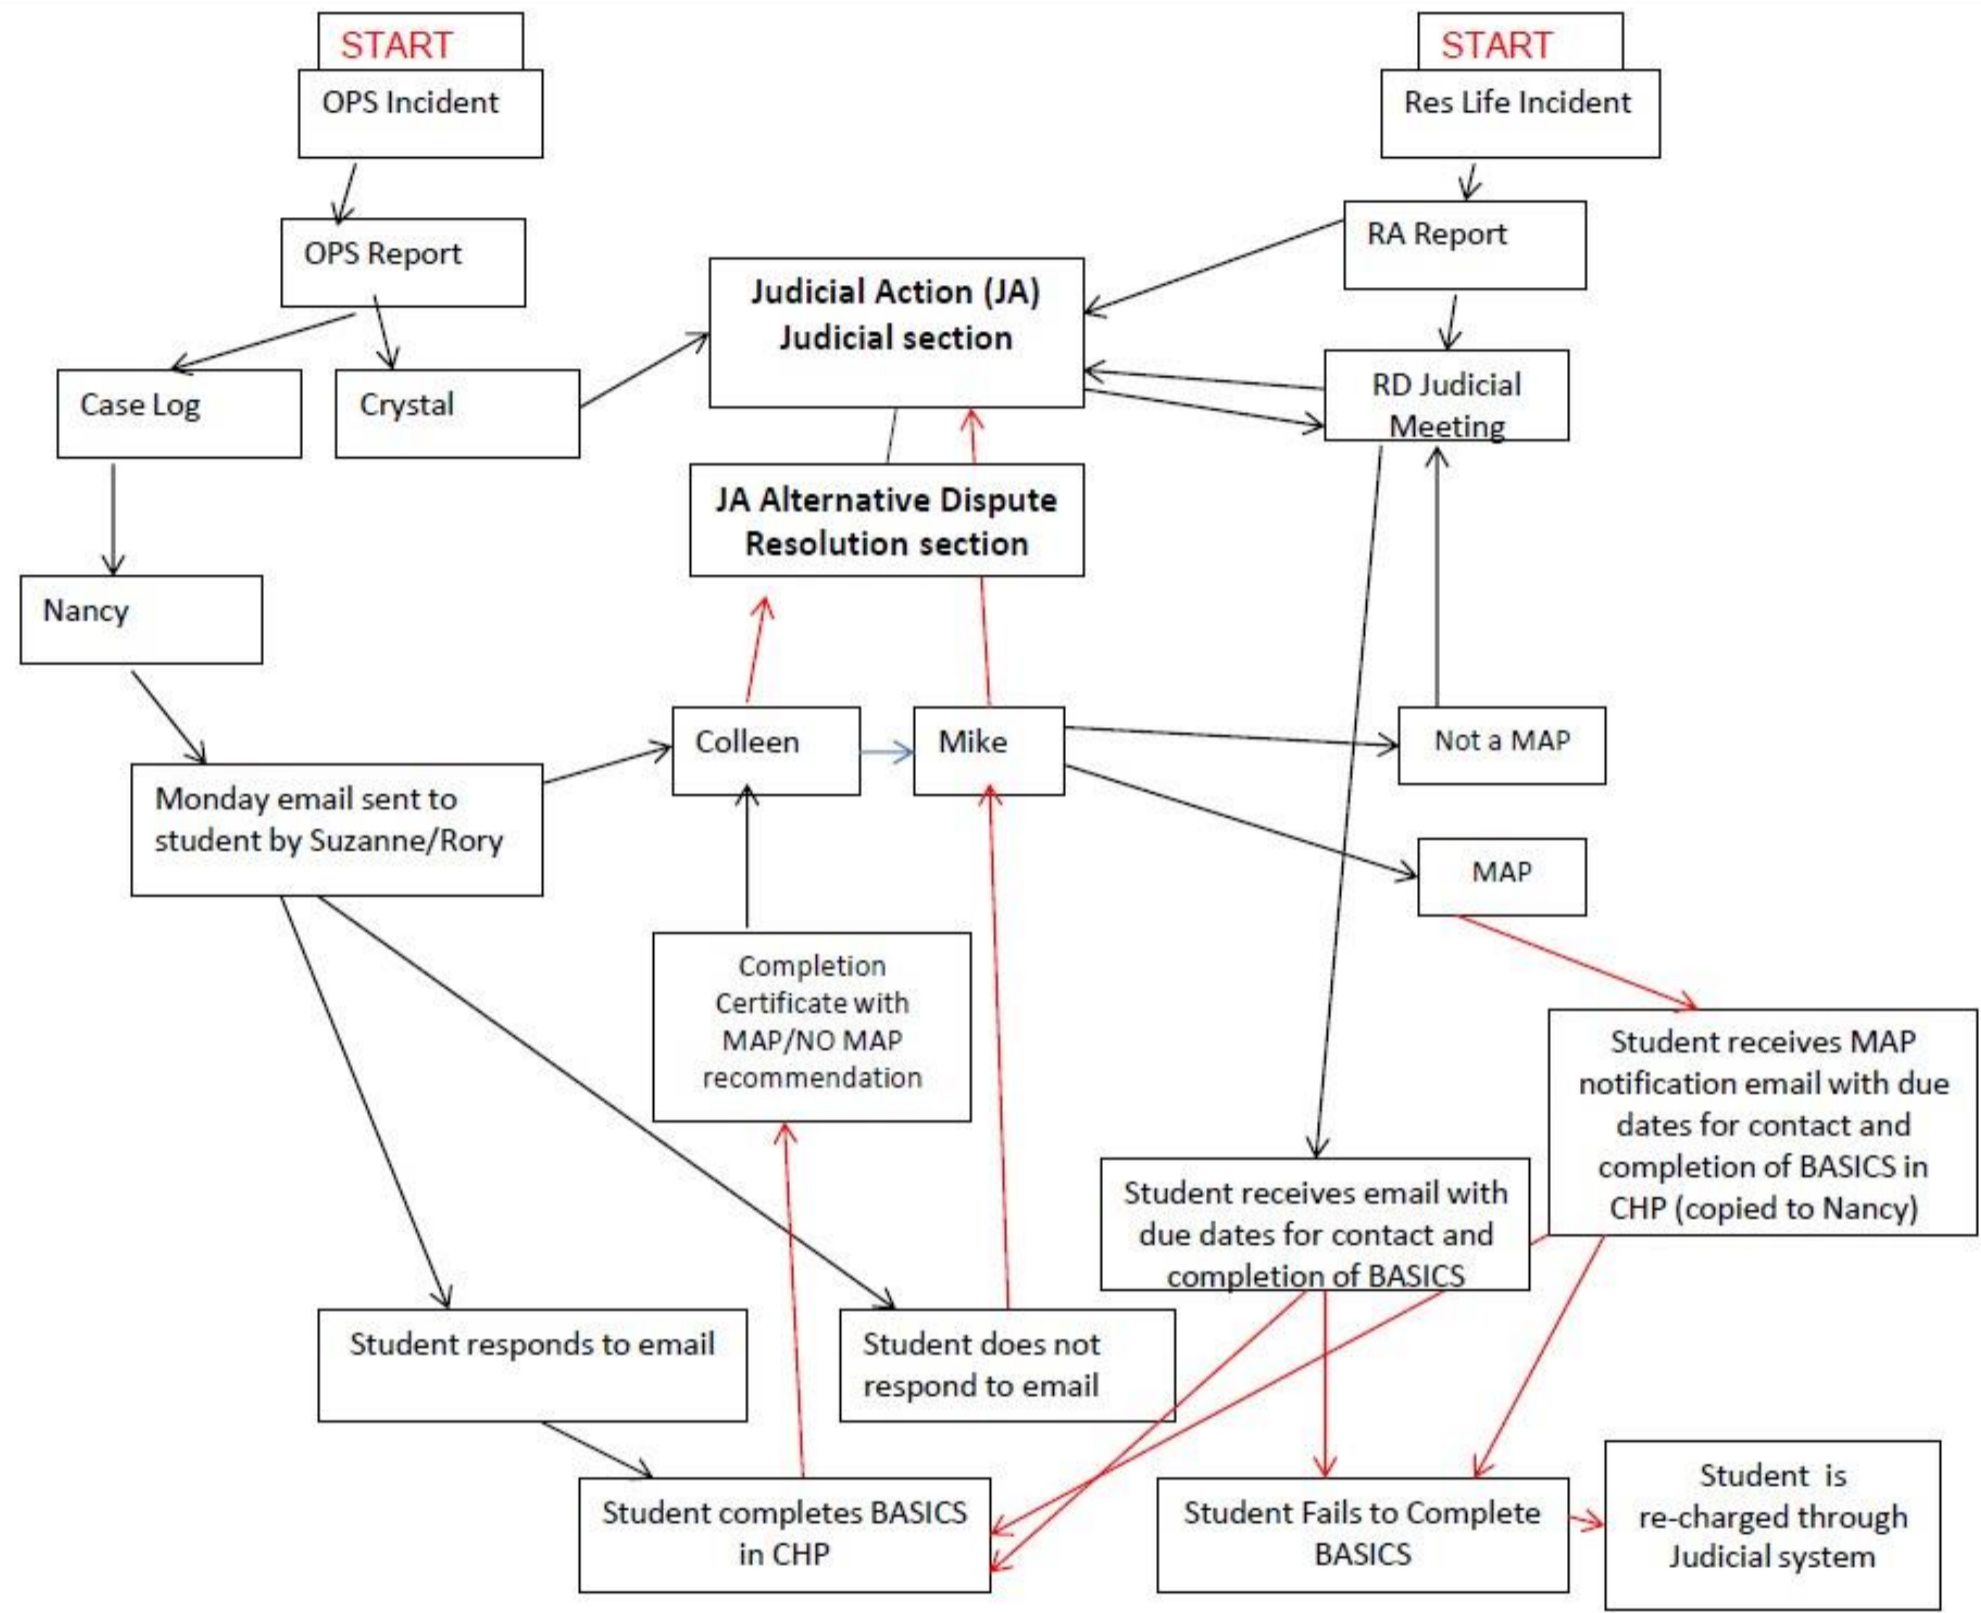 START
OPS Incident
START
Res Life Incident
OPS Report
RA Report
Judicial Action (JA)
Judicial section
Case Log
Crystal
RD Judicial
Meeting
JA Alternative Dispute
Resolution section
Nancy
Colleen
Mike
Not a MAP
Monday email sent to
student by Suzanne/Rory
MAP
Completion
Certificate with
MAP/NO MAP
recommendation
Student receives MAP
notification email with due
dates for contact and
completion of BASICS in
CHP (copied to Nancy)
Student receives email with
due dates for contact and
completion of BASICS
Student responds to email
Student does not
respond to email
Student completes BASICS
in CHP
Student Fails to Complete
BASICS
Student is
re-charged through
Judicial system